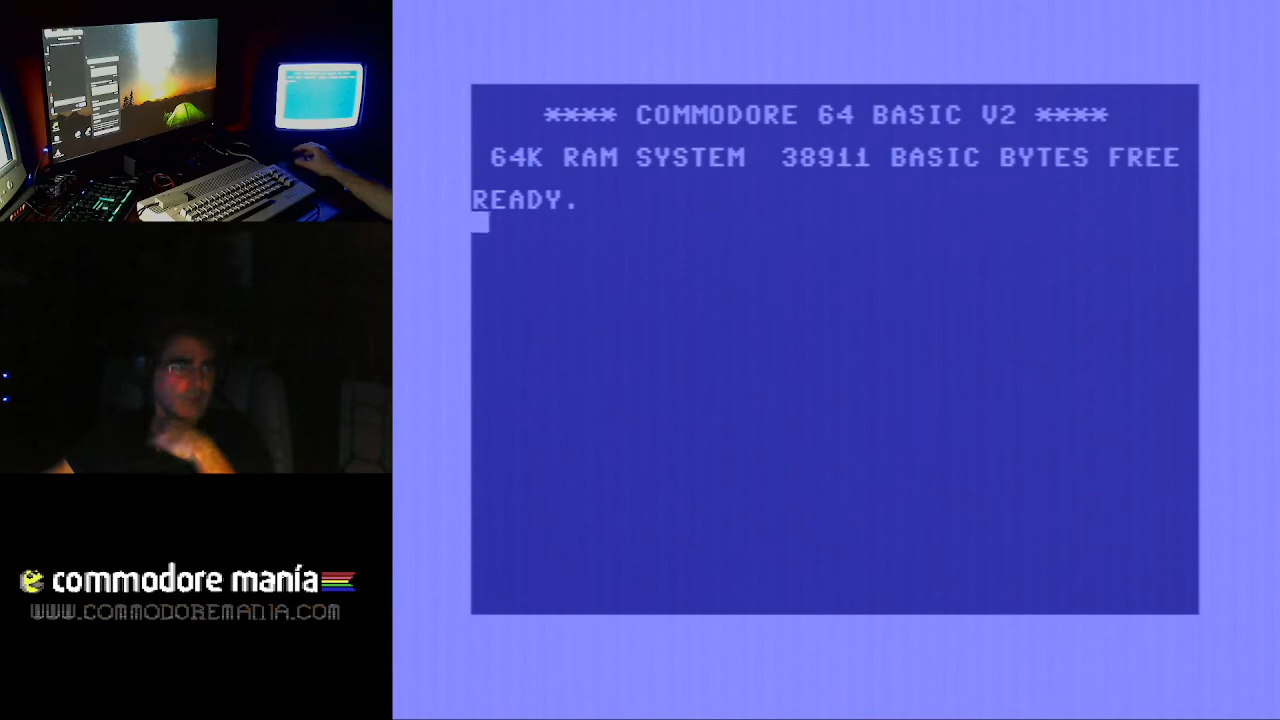 **** COMMODORE 64 BASIC V2 ****
64K RAM SYSTEM  38911 BASIC BYTES FREE
READY.
commodore manía
WWW.COMMODOREMANIA.COM